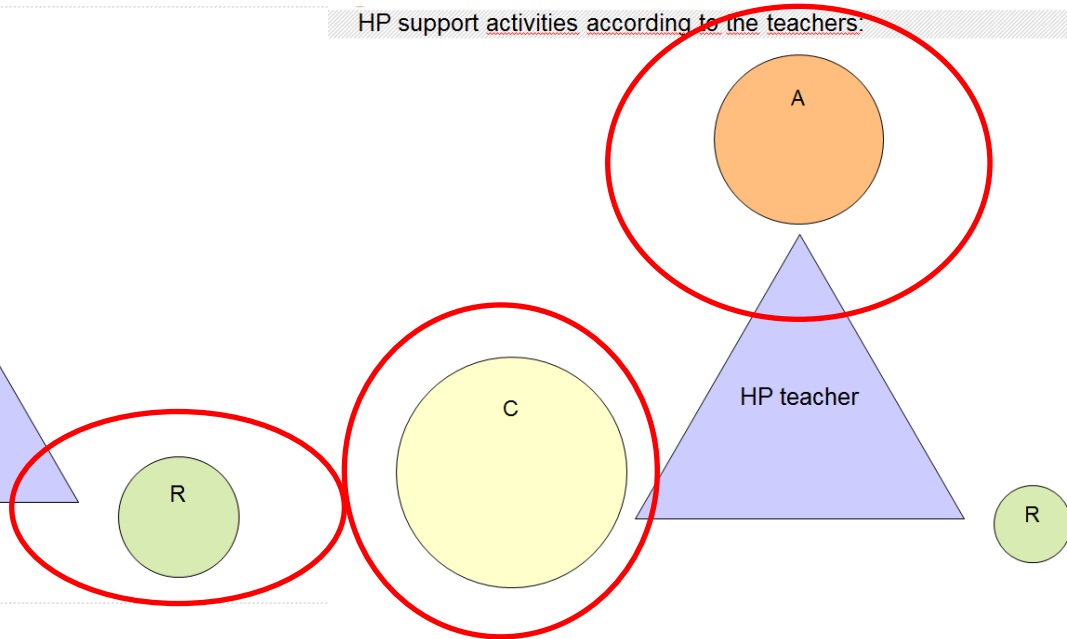 HP support activities according to the teachers:
A
HP teacher
C
R
R